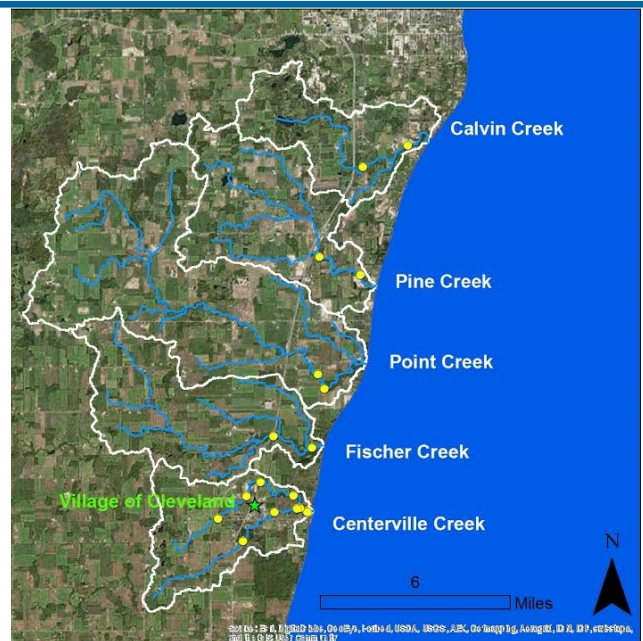 Calvin Creek
Pine Creek
Point Creek
Fischer Creek
Village of Cleveland
Centerville Creek
N
6
Miles